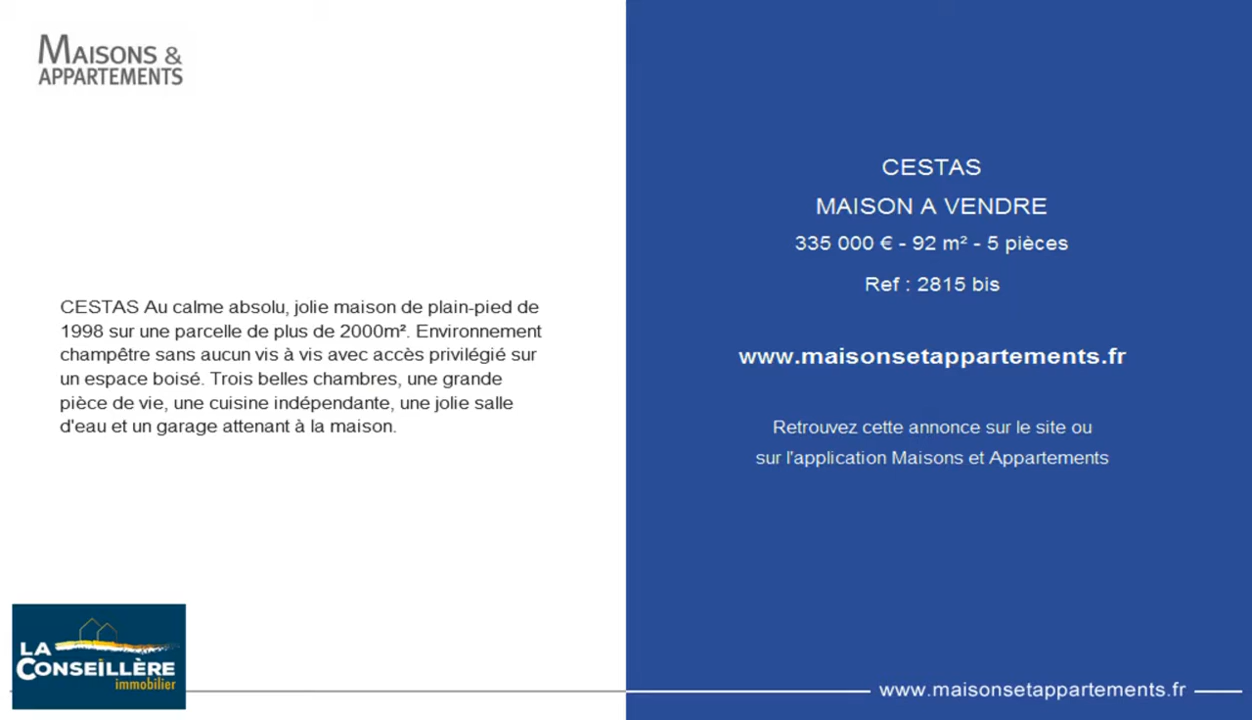 MAISONS &
APPARTEMENTS
CESTAS Au calme absolu, jolie maison de plain-pied de
1998 sur une parcelle de plus de 2000m². Environnement
champêtre sans aucun vis à vis avec accès privilégié sur
un espace boisé. Trois belles chambres, une grande
pièce de vie, une cuisine indépendante, une jolie salle
d'eau et un garage attenant à la maison.
LA
CONSEILLÈRE
immobilier
CESTAS
MAISON A VENDRE
335 000 € - 92 m² - 5 pièces
Ref : 2815 bis
www.maisonsetappartements.fr
Retrouvez cette annonce sur le site ou
sur l'application Maisons et Appartements
www.maisonsetappartements.fr